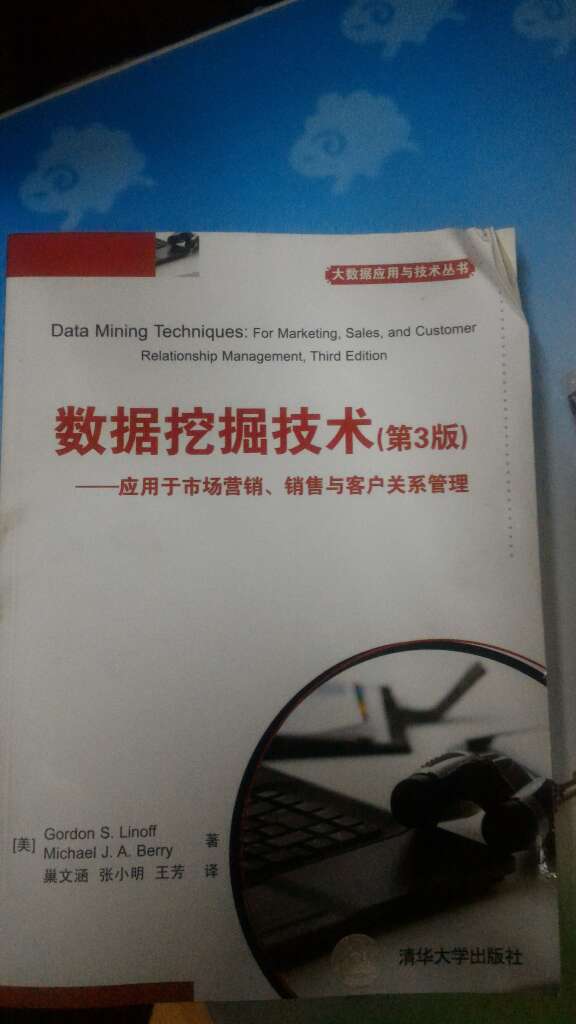 大数据应用与技术丛书
Data Mining Techniques: For Marketing, Sales, and Customer
Relationship Management, Third Edition
数据挖掘技术(第3版)
——应用于市场营销、销售与客户关系管理
[美] Gordon S. Linoff
Michael J. A. Berry 著
巢文涵 张小明 王芳 译
清华大学出版社